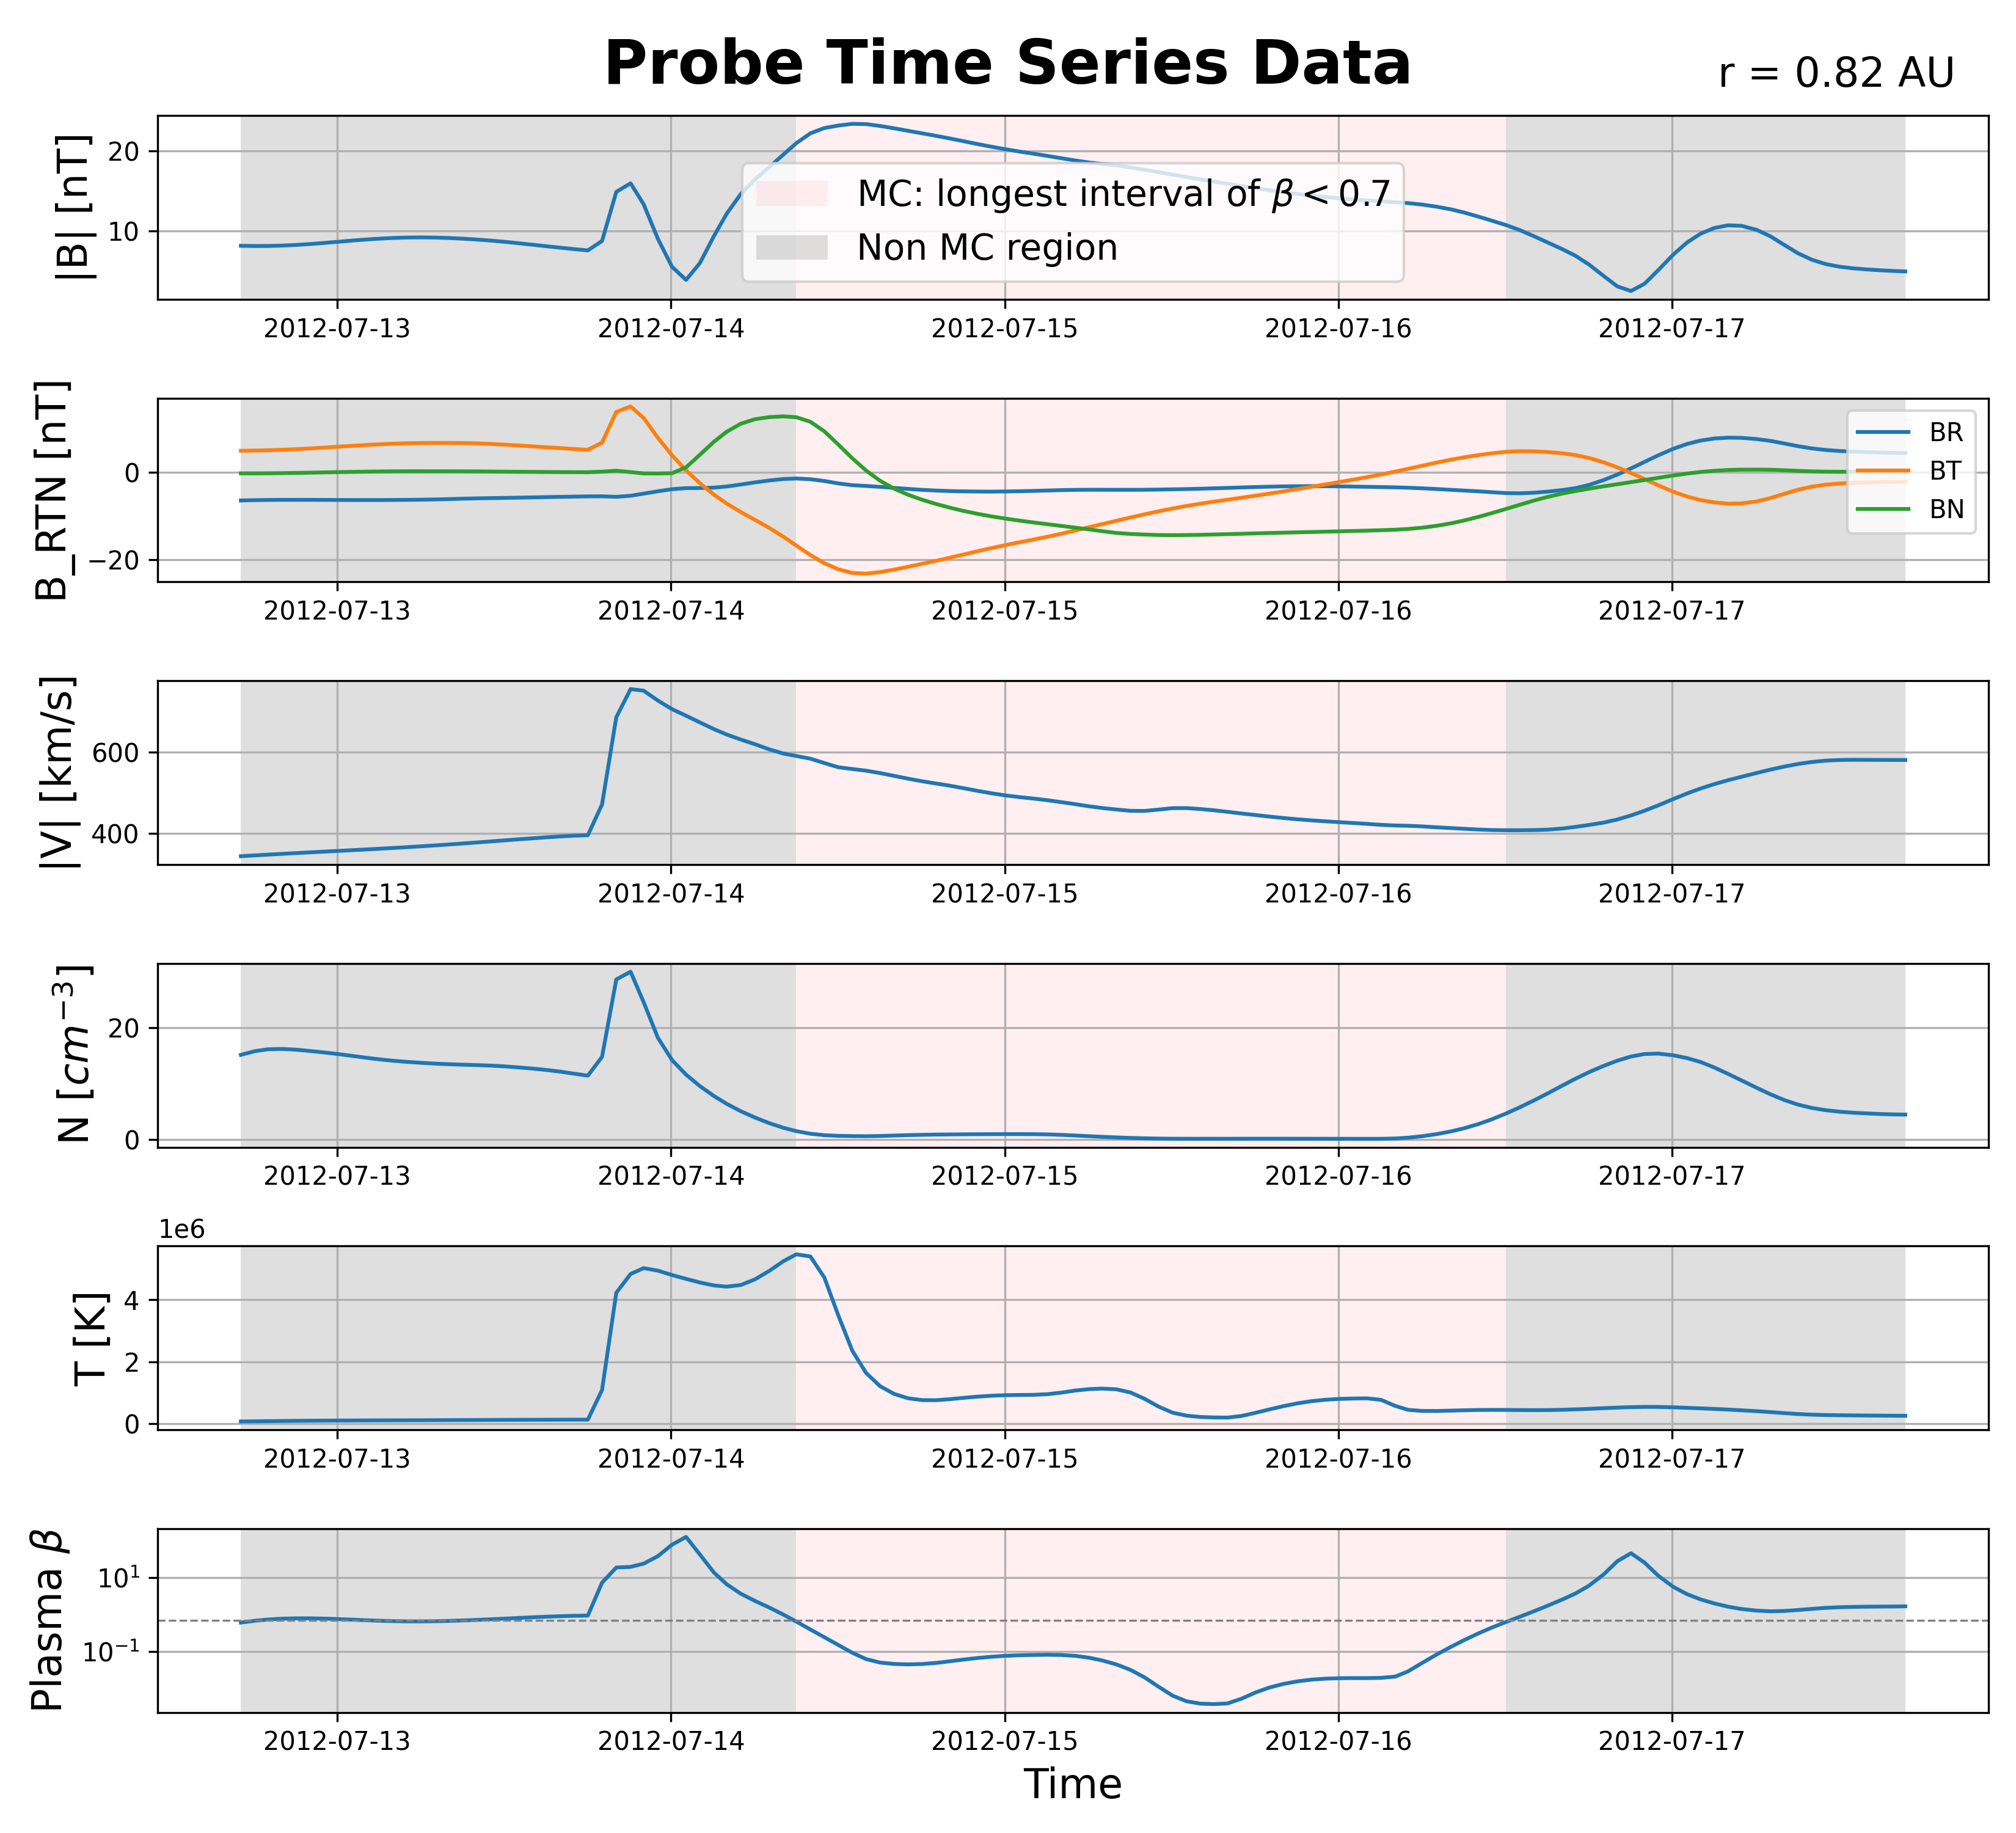 Probe Time Series Data
r = 0.82 AU
|B| [nT]
20
10
MC: longest interval of β < 0.7
Non MC region
2012-07-13 2012-07-14 2012-07-15 2012-07-16 2012-07-17
B_RTN [nT]
0
−20
BR
BT
BN
2012-07-13 2012-07-14 2012-07-15 2012-07-16 2012-07-17
|V| [km/s]
600
400
2012-07-13 2012-07-14 2012-07-15 2012-07-16 2012-07-17
N [cm⁻³]
20
0
2012-07-13 2012-07-14 2012-07-15 2012-07-16 2012-07-17
1e6
T [K]
4
2
0
2012-07-13 2012-07-14 2012-07-15 2012-07-16 2012-07-17
Plasma β
10¹
10⁻¹
2012-07-13 2012-07-14 2012-07-15 2012-07-16 2012-07-17
Time